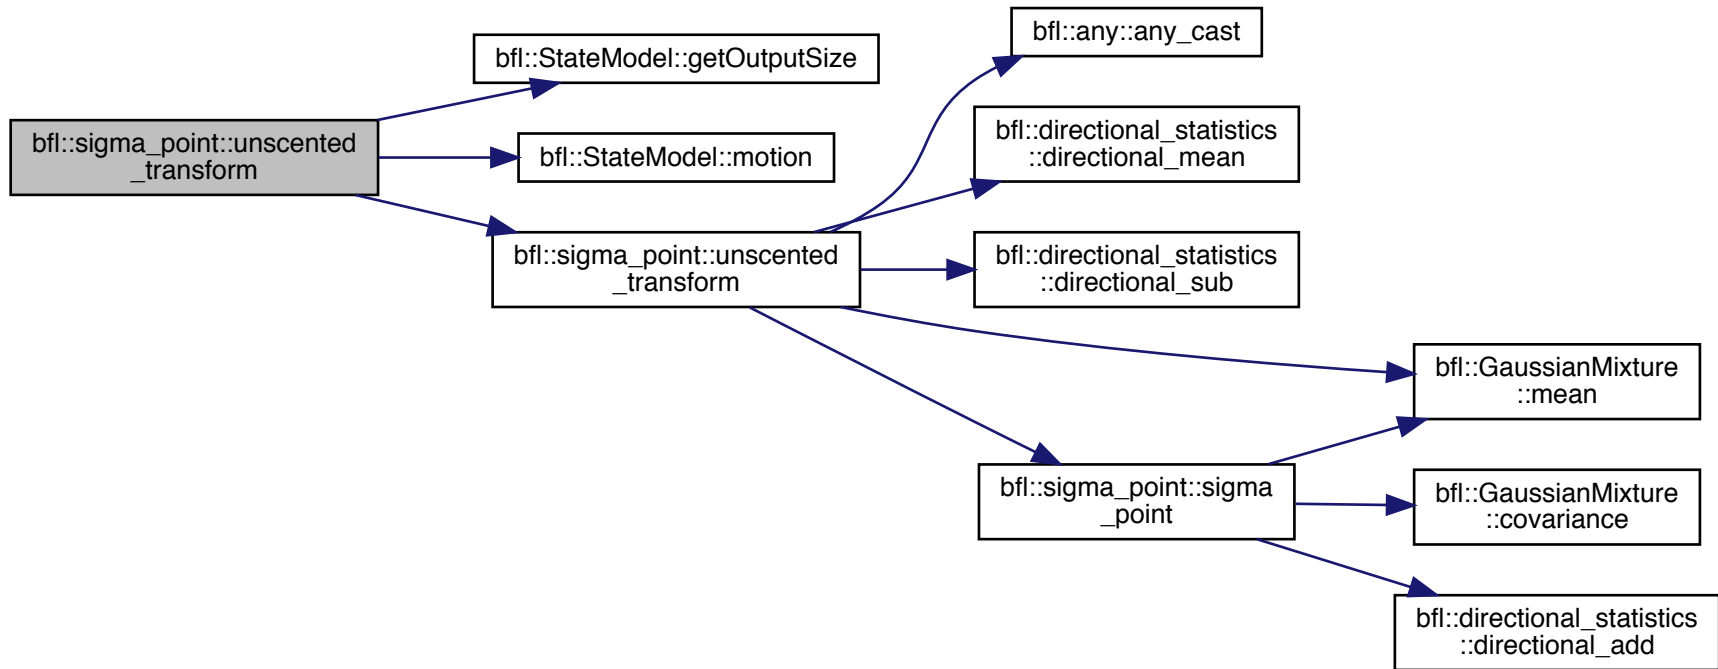 bfl::sigma_point::unscented
_transform
bfl::StateModel::getOutputSize
bfl::StateModel::motion
bfl::sigma_point::unscented
_transform
bfl::any::any_cast
bfl::directional_statistics
::directional_mean
bfl::directional_statistics
::directional_sub
bfl::sigma_point::sigma
_point
bfl::GaussianMixture
::mean
bfl::GaussianMixture
::covariance
bfl::directional_statistics
::directional_add